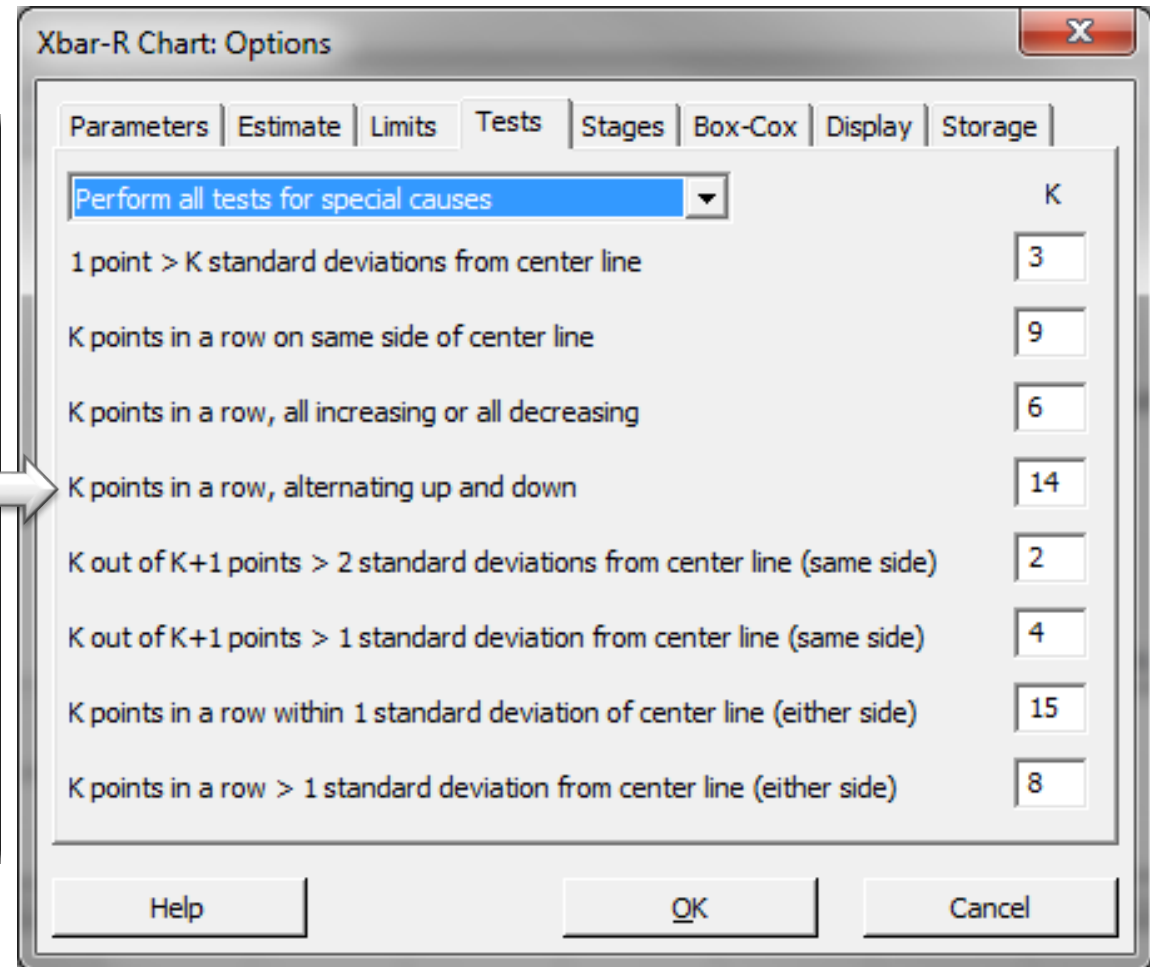 Xbar-R Chart: Options
Parameters Estimate Limits Tests Stages Box-Cox Display Storage
Perform all tests for special causes K
1 point > K standard deviations from center line 3
K points in a row on same side of center line 9
K points in a row, all increasing or all decreasing 6
K points in a row, alternating up and down 14
K out of K+1 points > 2 standard deviations from center line (same side) 2
K out of K+1 points > 1 standard deviation from center line (same side) 4
K points in a row within 1 standard deviation of center line (either side) 15
K points in a row > 1 standard deviation from center line (either side) 8
Help OK Cancel